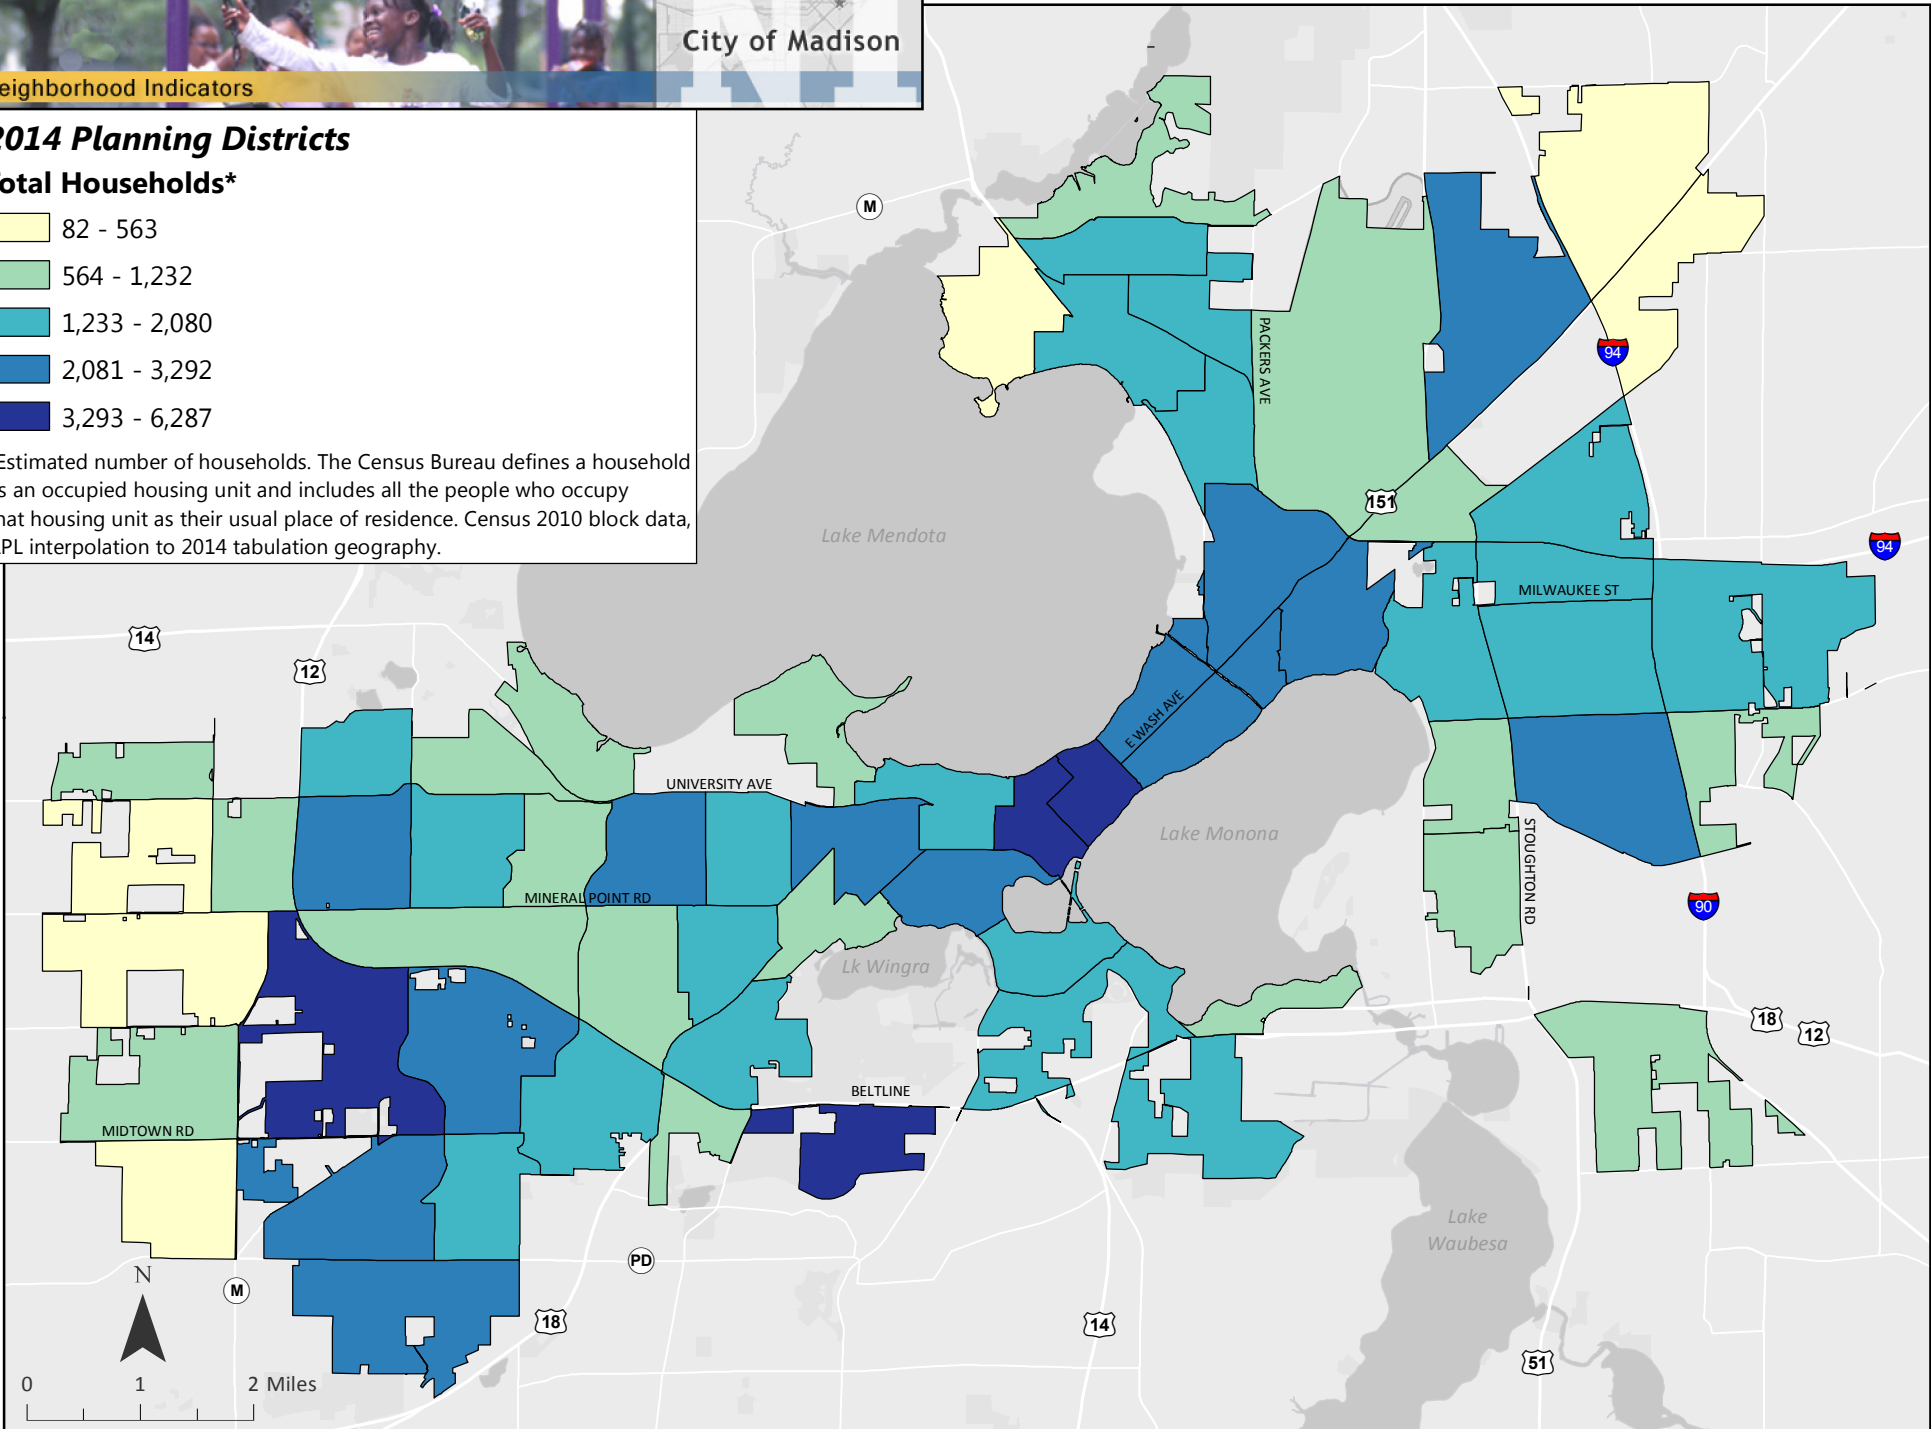 City of Madison
eighborhood Indicators
2014 Planning Districts
otal Households*
82 - 563
564 - 1,232
1,233 - 2,080
2,081 - 3,292
3,293 - 6,287
Estimated number of households. The Census Bureau defines a household
s an occupied housing unit and includes all the people who occupy
hat housing unit as their usual place of residence. Census 2010 block data,
APL interpolation to 2014 tabulation geography.
M
PACKERS AVE
94
151
94
Lake Mendota
MILWAUKEE ST
14
12
E WASH AVE
UNIVERSITY AVE
Lake Monona
STOUGHTON RD
MINERAL POINT RD
90
Lk Wingra
18
12
BELTLINE
MIDTOWN RD
Lake
Waubesa
PD
N
M
18
14
51
0 1 2 Miles